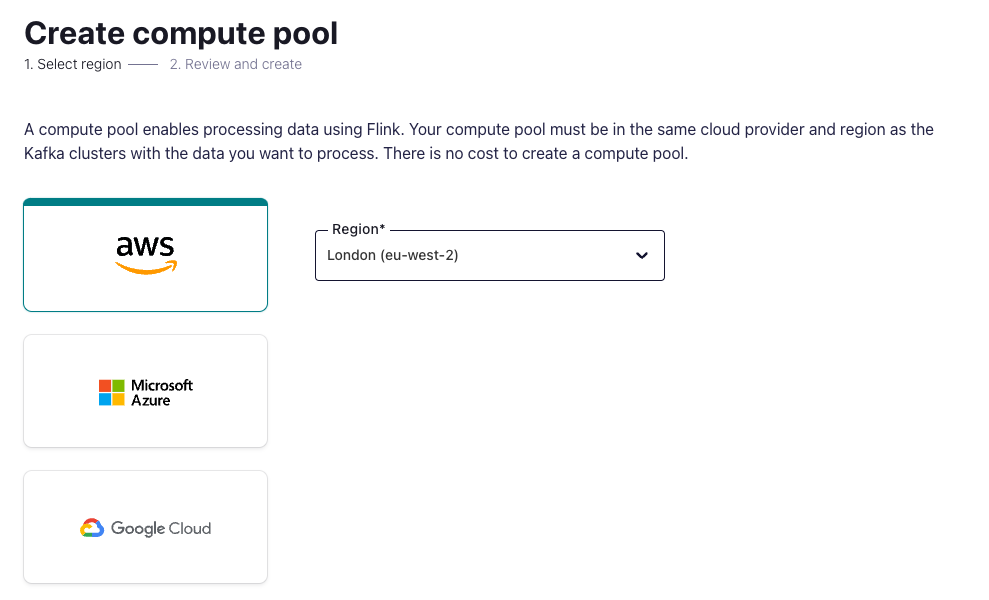 Create compute pool
1. Select region
2. Review and create
A compute pool enables processing data using Flink. Your compute pool must be in the same cloud provider and region as the
Kafka clusters with the data you want to process. There is no cost to create a compute pool.
aws
Region*
London (eu-west-2)
Microsoft
Azure
Google Cloud